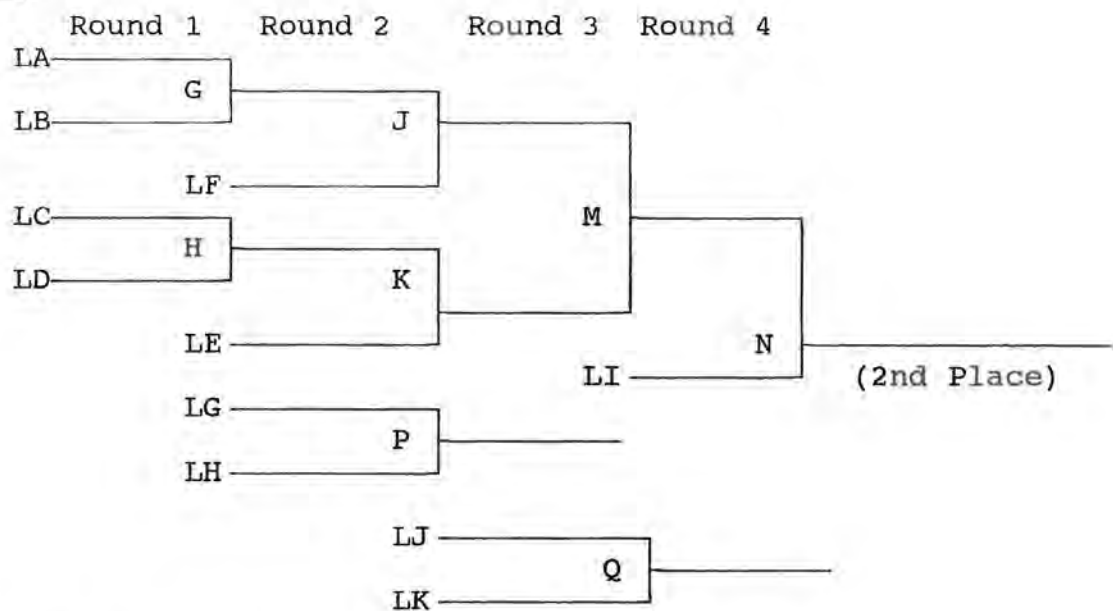 Round 1 Round 2 Round 3 Round 4
LA
G
LB
J
LF
LC
M
H
LD
K
LE
N
LI
(2nd Place)
LG
P
LH
LJ
Q
LK